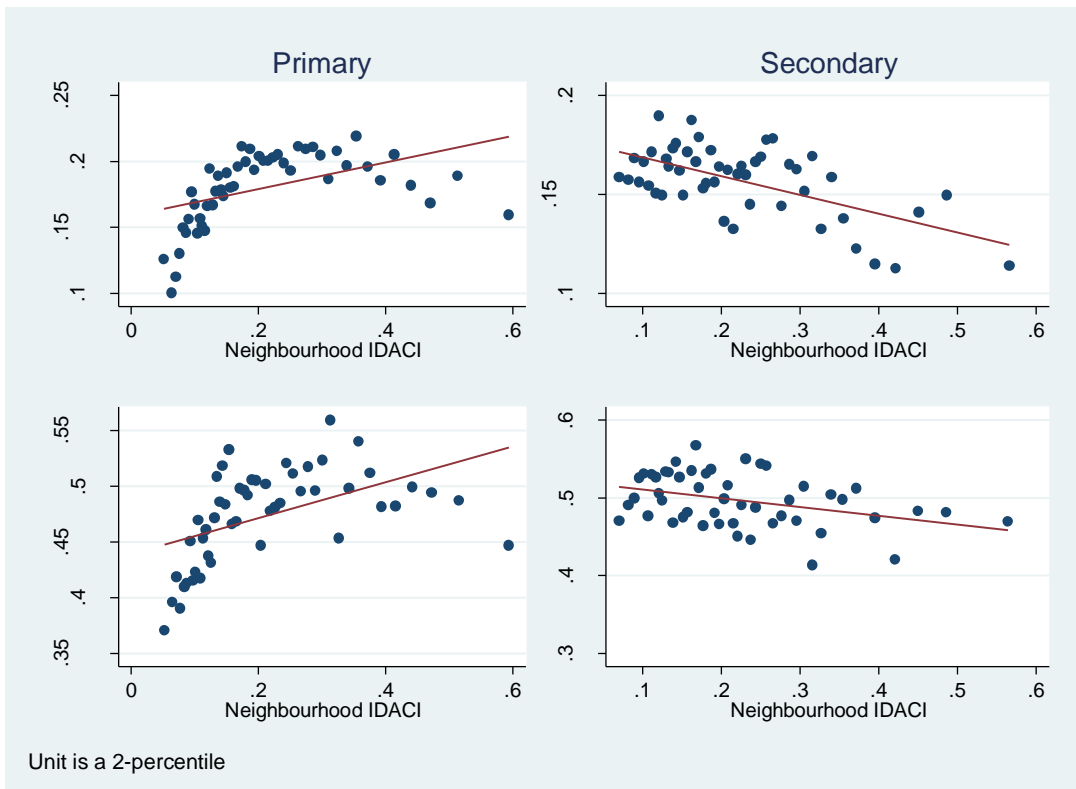 Primary
Secondary
.25
.2
.15
.1
0 .2 .4 .6
Neighbourhood IDACI
.2
.15
.1
.1 .2 .3 .4 .5 .6
Neighbourhood IDACI
.55
.5
.45
.4
.35
0 .2 .4 .6
Neighbourhood IDACI
.6
.5
.4
.3
.1 .2 .3 .4 .5 .6
Neighbourhood IDACI
Unit is a 2-percentile